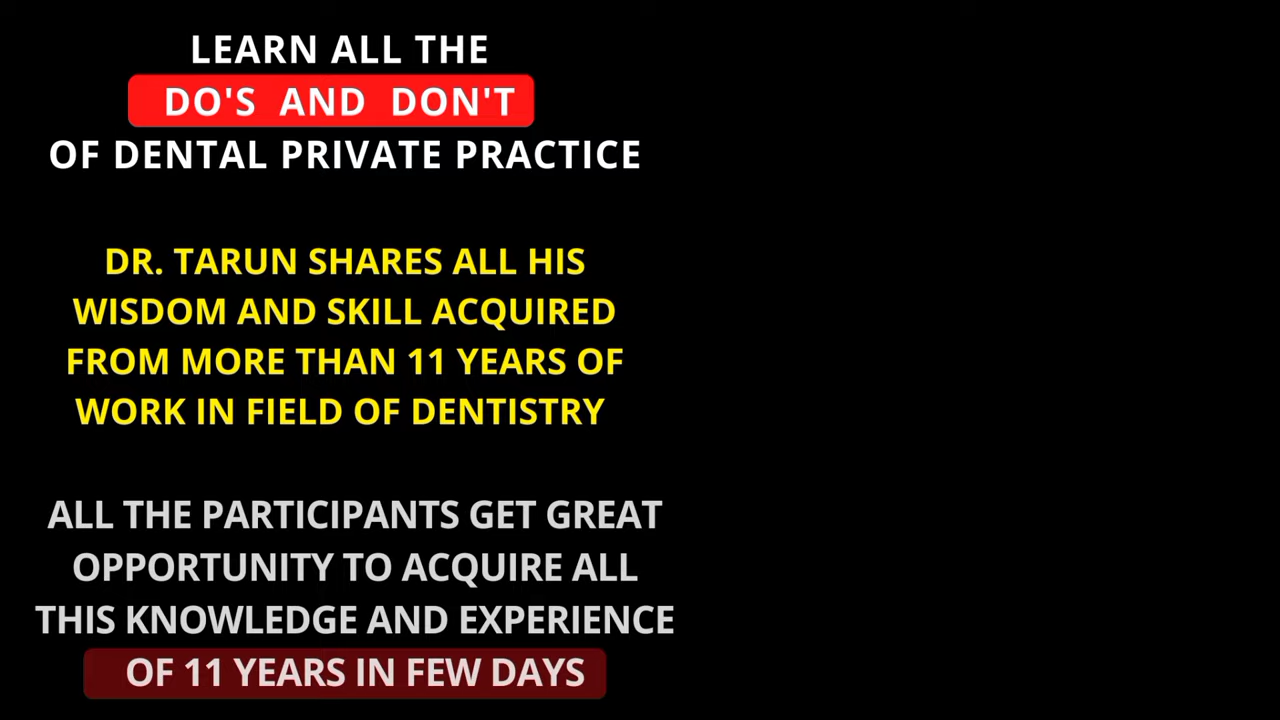 LEARN ALL THE
DO'S AND DON'T
OF DENTAL PRIVATE PRACTICE
DR. TARUN SHARES ALL HIS
WISDOM AND SKILL ACQUIRED
FROM MORE THAN 11 YEARS OF
WORK IN FIELD OF DENTISTRY
ALL THE PARTICIPANTS GET GREAT
OPPORTUNITY TO ACQUIRE ALL
THIS KNOWLEDGE AND EXPERIENCE
OF 11 YEARS IN FEW DAYS